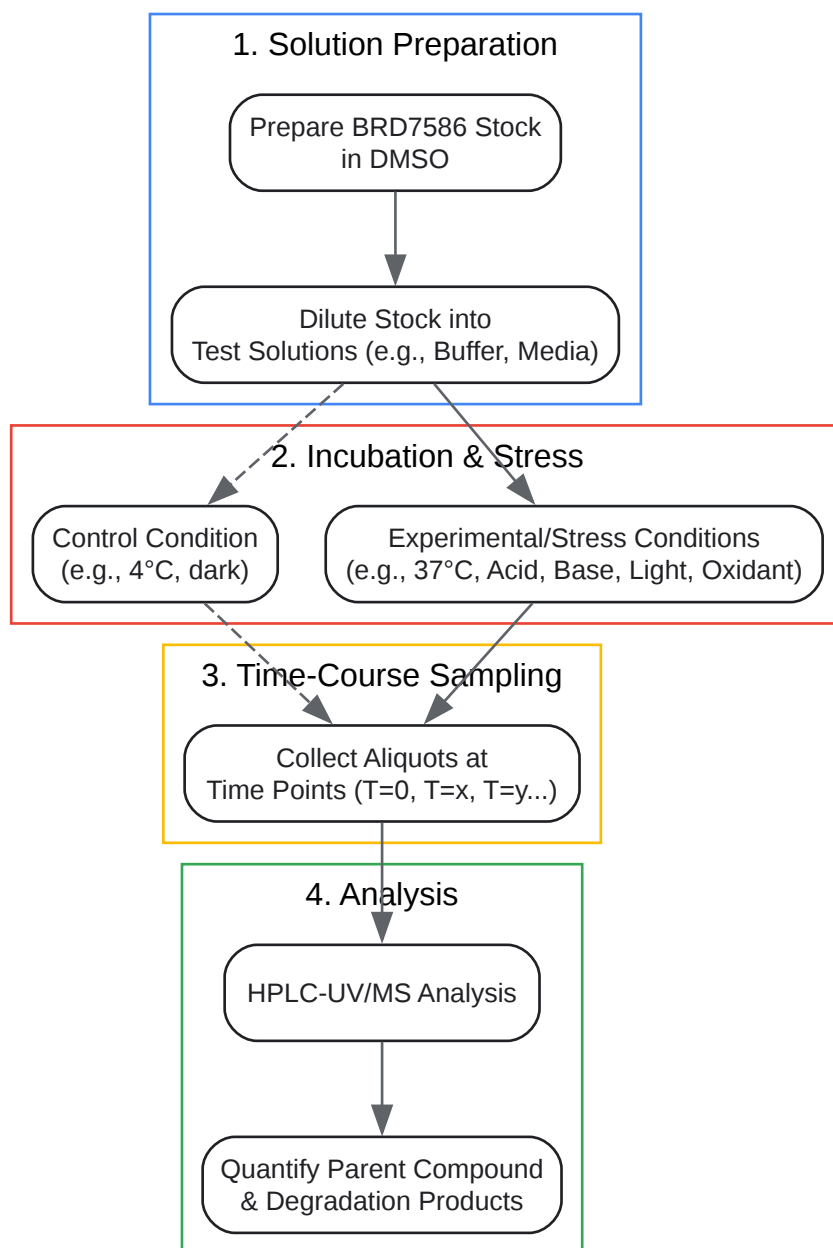 1. Solution Preparation
Prepare BRD7586 Stock
in DMSO
Dilute Stock into
Test Solutions (e.g., Buffer, Media)
2. Incubation & Stress
Control Condition
(e.g., 4°C, dark)
Experimental/Stress Conditions
(e.g., 37°C, Acid, Base, Light, Oxidant)
3. Time-Course Sampling
Collect Aliquots at
Time Points (T=0, T=x, T=y...)
4. Analysis
HPLC-UV/MS Analysis
Quantify Parent Compound
& Degradation Products